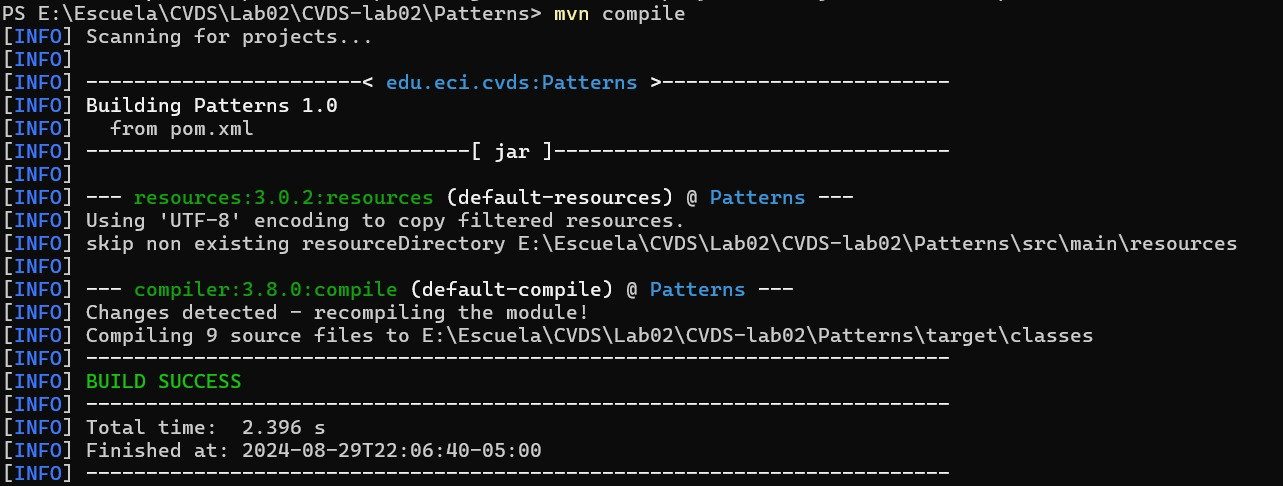 PS E:\Escuela\CVDS\Lab02\CVDS-lab02\Patterns> mvn compile
[INFO] Scanning for projects...
[INFO]
[INFO] -----------------------< edu.eci.cvds:Patterns >------------------------
[INFO] Building Patterns 1.0
[INFO]   from pom.xml
[INFO] --------------------------------[ jar ]---------------------------------
[INFO]
[INFO] --- resources:3.0.2:resources (default-resources) @ Patterns ---
[INFO] Using 'UTF-8' encoding to copy filtered resources.
[INFO] skip non existing resourceDirectory E:\Escuela\CVDS\Lab02\CVDS-lab02\Patterns\src\main\resources
[INFO]
[INFO] --- compiler:3.8.0:compile (default-compile) @ Patterns ---
[INFO] Changes detected - recompiling the module!
[INFO] Compiling 9 source files to E:\Escuela\CVDS\Lab02\CVDS-lab02\Patterns\target\classes
[INFO] ------------------------------------------------------------------------
[INFO] BUILD SUCCESS
[INFO] ------------------------------------------------------------------------
[INFO] Total time:  2.396 s
[INFO] Finished at: 2024-08-29T22:06:40-05:00
[INFO] ------------------------------------------------------------------------